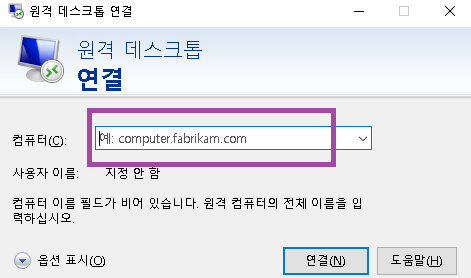 원격 데스크톱 연결
원격 데스크톱
연결
컴퓨터(C):
예: computer.fabrikam.com
사용자 이름: 지정 안 함
컴퓨터 이름 필드가 비어 있습니다. 원격 컴퓨터의 전체 이름을 입
력하십시오.
옵션 표시(O)
연결(N)
도움말(H)